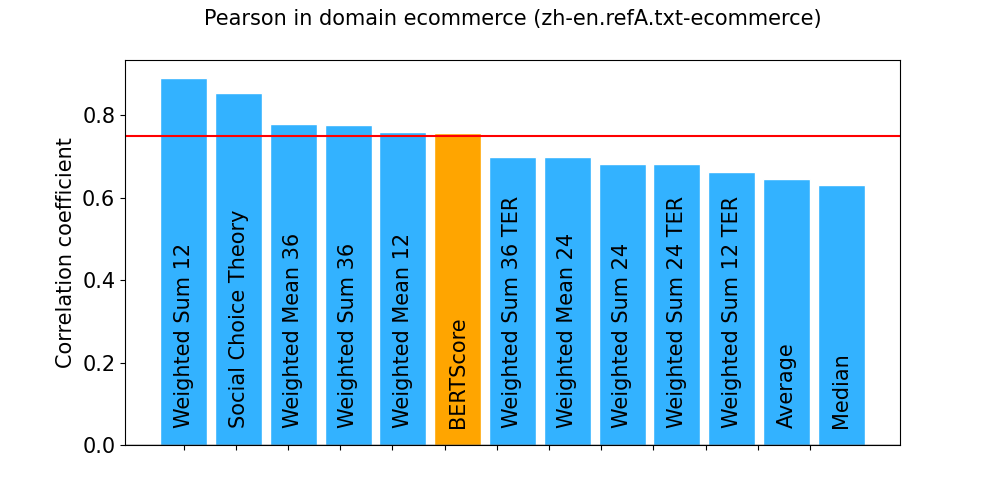 Pearson in domain ecommerce (zh-en.refA.txt-ecommerce)
Correlation coefficient
0.8
0.6
0.4
0.2
0.0
Weighted Sum 12
Social Choice Theory
Weighted Mean 36
Weighted Sum 36
Weighted Mean 12
BERTScore
Weighted Sum 36 TER
Weighted Mean 24
Weighted Sum 24
Weighted Sum 24 TER
Weighted Sum 12 TER
Average
Median